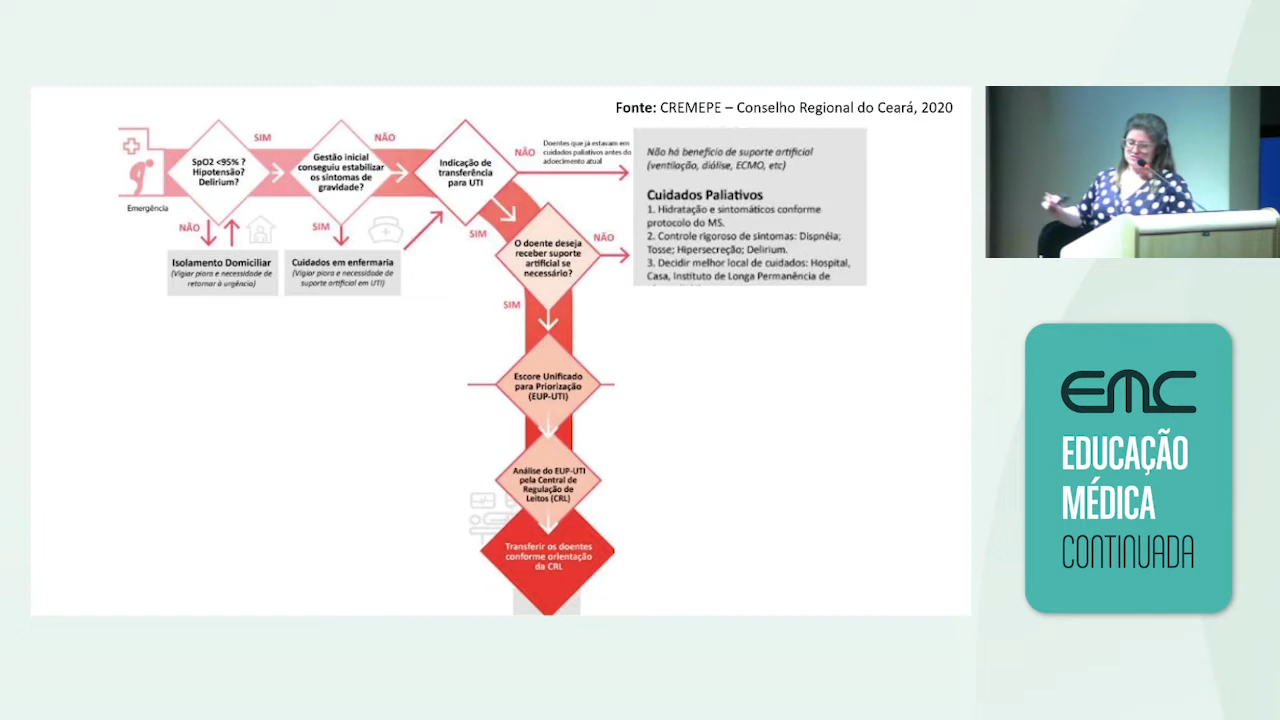 Fonte: CREMEPE – Conselho Regional do Ceará, 2020
SIM
NÃO
SpO2 <95% ?
Hipotensão?
Delirium?
Gestão inicial
conseguiu estabilizar
os síntomas de
gravidade?
Indicação de
transferência
para UTI
NÃO
Doentes que já estavam em
cuidados paliativos antes do
adoecimento atual
Emergência
NÃO
SIM
SIM
Isolamento Domiciliar
(Vigiar piora e necessidade de
retornar à urgência)
Cuidados em enfermaria
(Vigiar piora e necessidade de
suporte artificial em UTI)
O doente deseja
receber suporte
artificial se
necessário?
NÃO
Não há benefício de suporte artificial
(ventilação, diálise, ECMO, etc)
Cuidados Paliativos
1. Hidratação e sintomáticos conforme
protocolo do MS.
2. Controle rigoroso de sintomas: Dispnéia;
Tosse; Hipersecreção; Delirium.
3. Decidir melhor local de cuidados: Hospital,
Casa, Instituto de Longa Permanência de
SIM
Escore Unificado
para Priorização
(EUP-UTI)
Análise do EUP-UTI
pela Central de
Regulação de
Leitos (CRL)
Transferir os doentes
conforme orientação
da CRL
EMC
EDUCAÇÃO
MÉDICA
CONTINUADA